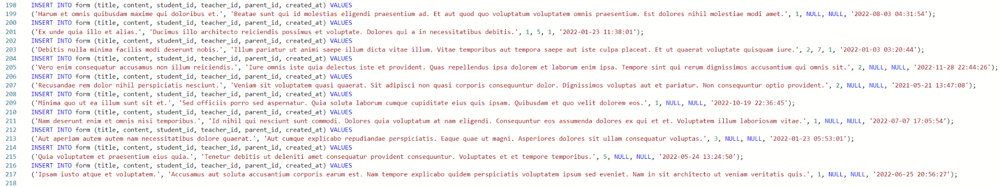 198 INSERT INTO form (title, content, student_id, teacher_id, parent_id, created_at) VALUES
199 ('Harum et omnis quibusdam maxime qui doloribus et.', 'Beatae sunt qui id molestias eligendi praesentium ad. Et aut quod quo voluptatum voluptatem omnis praesentium. Est dolores nihil molestiae modi amet.', 1, NULL, NULL, '2022-08-03 04:31:54');
200 INSERT INTO form (title, content, student_id, teacher_id, parent_id, created_at) VALUES
201 ('Ex unde quia illo et alias.', 'Ducimus illo architecto reiciendis possimus et voluptate. Dolores qui a in necessitatibus debitis.', 1, 5, 1, '2022-01-23 11:38:01');
202 INSERT INTO form (title, content, student_id, teacher_id, parent_id, created_at) VALUES
203 ('Debitis nulla minima facilis modi deserunt nobis.', 'Illum pariatur ut animi saepe illum dicta vitae illum. Vitae temporibus aut tempora saepe aut iste culpa placeat. Et ut quaerat voluptate quisquam iure.', 2, 7, 1, '2022-01-03 03:20:44');
204 INSERT INTO form (title, content, student_id, teacher_id, parent_id, created_at) VALUES
205 ('Vero enim consequatur accusamus non illum reiciendis.', 'Iure omnis iste quia delectus iste et provident. Quas repellendus ipsa dolorem et laborum enim ipsa. Tempore sint qui rerum dignissimos accusantium qui omnis sit.', 2, NULL, NULL, '2022-11-28 22:44:26');
206 INSERT INTO form (title, content, student_id, teacher_id, parent_id, created_at) VALUES
207 ('Recusandae rem dolor nihil perspiciatis nesciunt.', 'Veniam sit voluptatem quasi quaerat. Sit adipisci non quasi corporis consequuntur dolor. Dignissimos voluptas aut et pariatur. Non consequuntur optio provident.', 2, NULL, NULL, '2021-05-21 13:47:08');
208 INSERT INTO form (title, content, student_id, teacher_id, parent_id, created_at) VALUES
209 ('Minima quo ut ea illum sunt sit et.', 'Sed officiis porro sed aspernatur. Quia soluta laborum cumque cupiditate eius quis ipsam. Quibusdam et quo velit dolorem eos.', 1, NULL, NULL, '2022-10-19 22:36:45');
210 INSERT INTO form (title, content, student_id, teacher_id, parent_id, created_at) VALUES
211 ('Nam deserunt enim et omnis nisi temporibus.', 'Id nihil qui nesciunt sunt commodi. Dolores quia voluptatum at nam eligendi. Consequuntur eos assumenda dolores ex qui et et. Voluptatem illum laboriosam vitae.', 1, NULL, NULL, '2022-07-07 17:05:54');
212 INSERT INTO form (title, content, student_id, teacher_id, parent_id, created_at) VALUES
213 ('Aut aperiam autem autem nam necessitatibus dolore quaerat.', 'Aut cumque explicabo repudiandae perspiciatis. Eaque quae ut magni. Asperiores dolores sit ullam consequatur voluptas.', 3, NULL, NULL, '2022-01-23 05:53:01');
214 INSERT INTO form (title, content, student_id, teacher_id, parent_id, created_at) VALUES
215 ('Quia voluptatem et praesentium eius quia.', 'Tenetur debitis ut deleniti amet consequatur provident consequuntur. Voluptates et et tempore temporibus.', 5, NULL, NULL, '2022-05-24 13:24:50');
216 INSERT INTO form (title, content, student_id, teacher_id, parent_id, created_at) VALUES
217 ('Ipsam iusto atque et voluptatem.', 'Accusamus aut soluta accusantium corporis earum est. Nam tempore explicabo quidem perspiciatis voluptatem ipsum sed eveniet. Nam in sit architecto ut veniam veritatis quis.', 1, NULL, NULL, '2022-06-25 20:56:27');
218